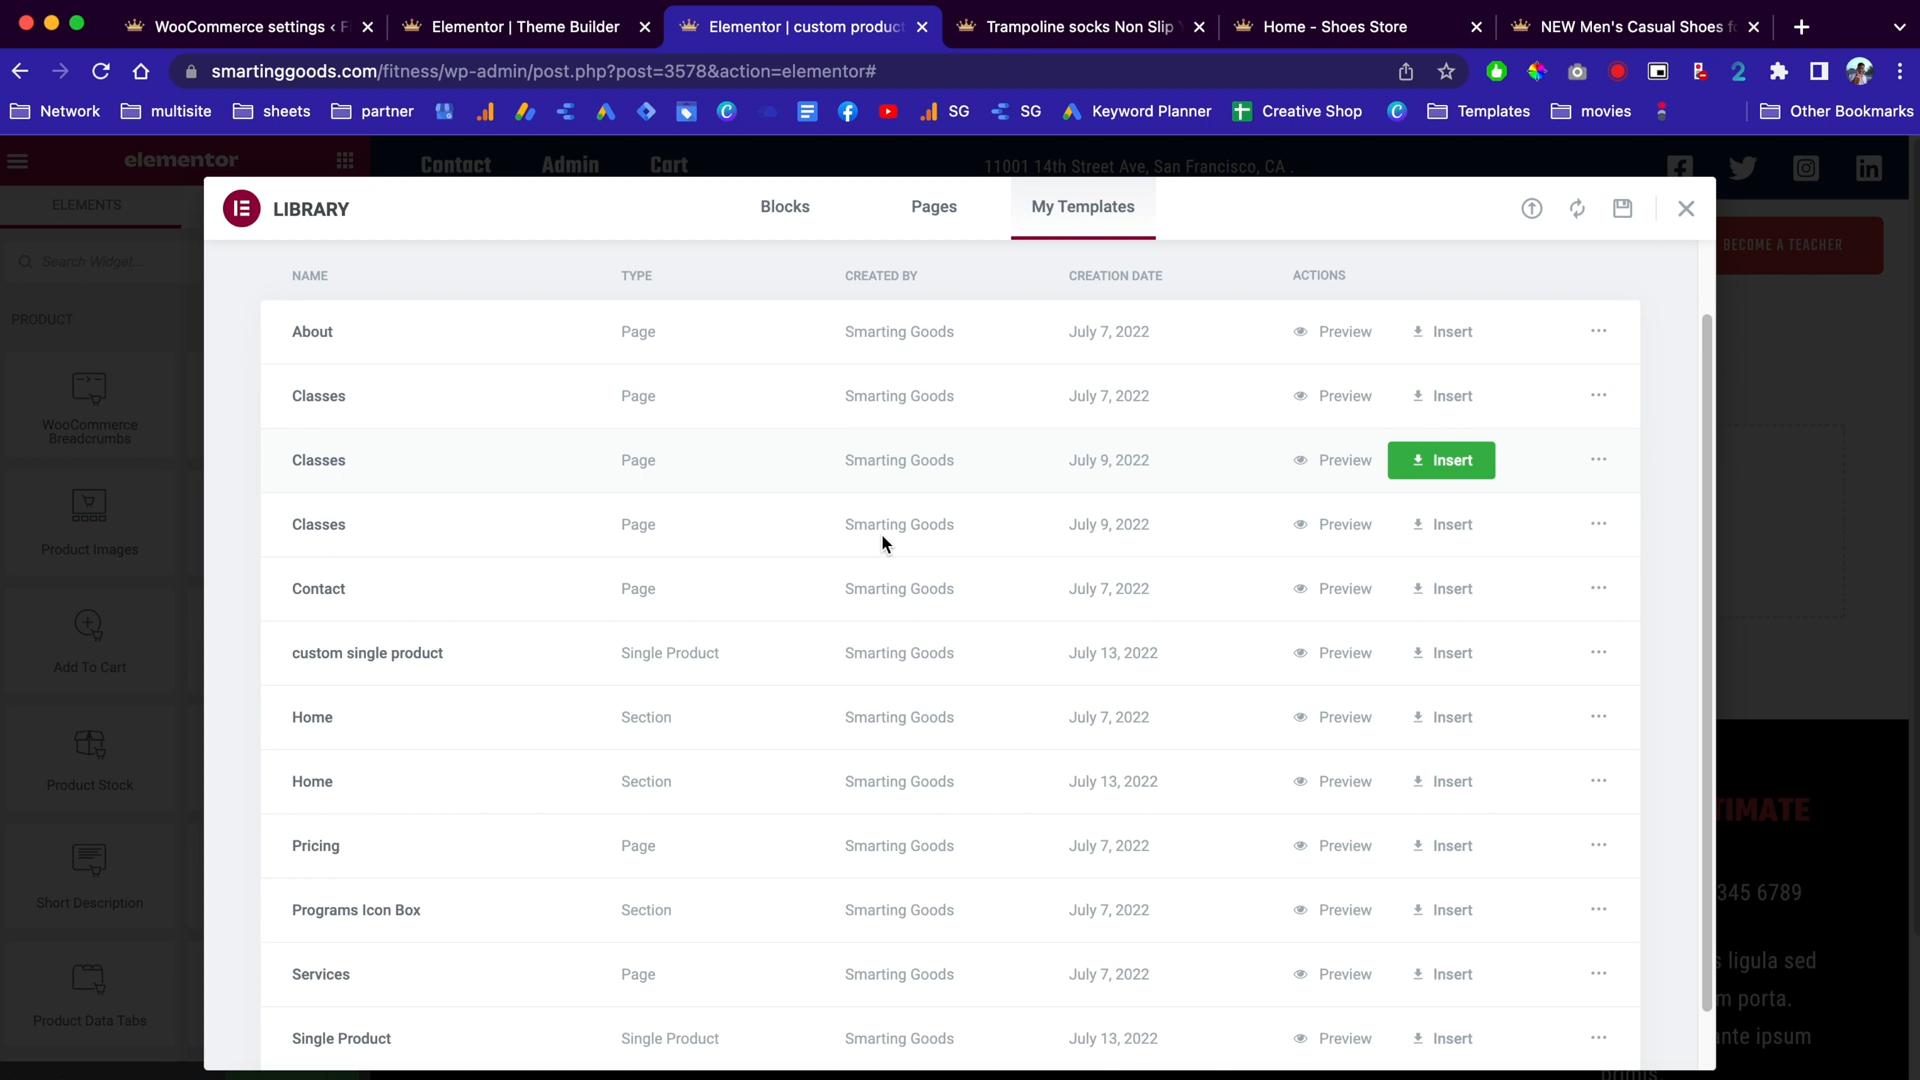 WooCommerce settings ‹ F
Elementor | Theme Builder
Elementor | custom product
Trampoline socks Non Slip
Home - Shoes Store
NEW Men's Casual Shoes f
smartinggoods.com/fitness/wp-admin/post.php?post=3578&action=elementor#
Network
multisite
sheets
partner
SG
SG
Keyword Planner
Creative Shop
Templates
movies
Other Bookmarks
elementor
Contact
Admin
Cart
11001 14th Street Ave, San Francisco, CA .
ELEMENTS
LIBRARY
Blocks
Pages
My Templates
BECOME A TEACHER
Search Widget...
NAME TYPE CREATED BY CREATION DATE ACTIONS
PRODUCT
About Page Smarting Goods July 7, 2022 Preview Insert
Classes Page Smarting Goods July 7, 2022 Preview Insert
WooCommerce
Breadcrumbs
Classes Page Smarting Goods July 9, 2022 Preview Insert
Classes Page Smarting Goods July 9, 2022 Preview Insert
Product Images
Contact Page Smarting Goods July 7, 2022 Preview Insert
custom single product Single Product Smarting Goods July 13, 2022 Preview Insert
Add To Cart
Home Section Smarting Goods July 7, 2022 Preview Insert
Home Section Smarting Goods July 13, 2022 Preview Insert
Product Stock
TIMATE
Pricing Page Smarting Goods July 7, 2022 Preview Insert
345 6789
Short Description
Programs Icon Box Section Smarting Goods July 7, 2022 Preview Insert
s ligula sed
Services Page Smarting Goods July 7, 2022 Preview Insert
m porta.
Product Data Tabs
Single Product Single Product Smarting Goods July 13, 2022 Preview Insert
ante ipsum
primis